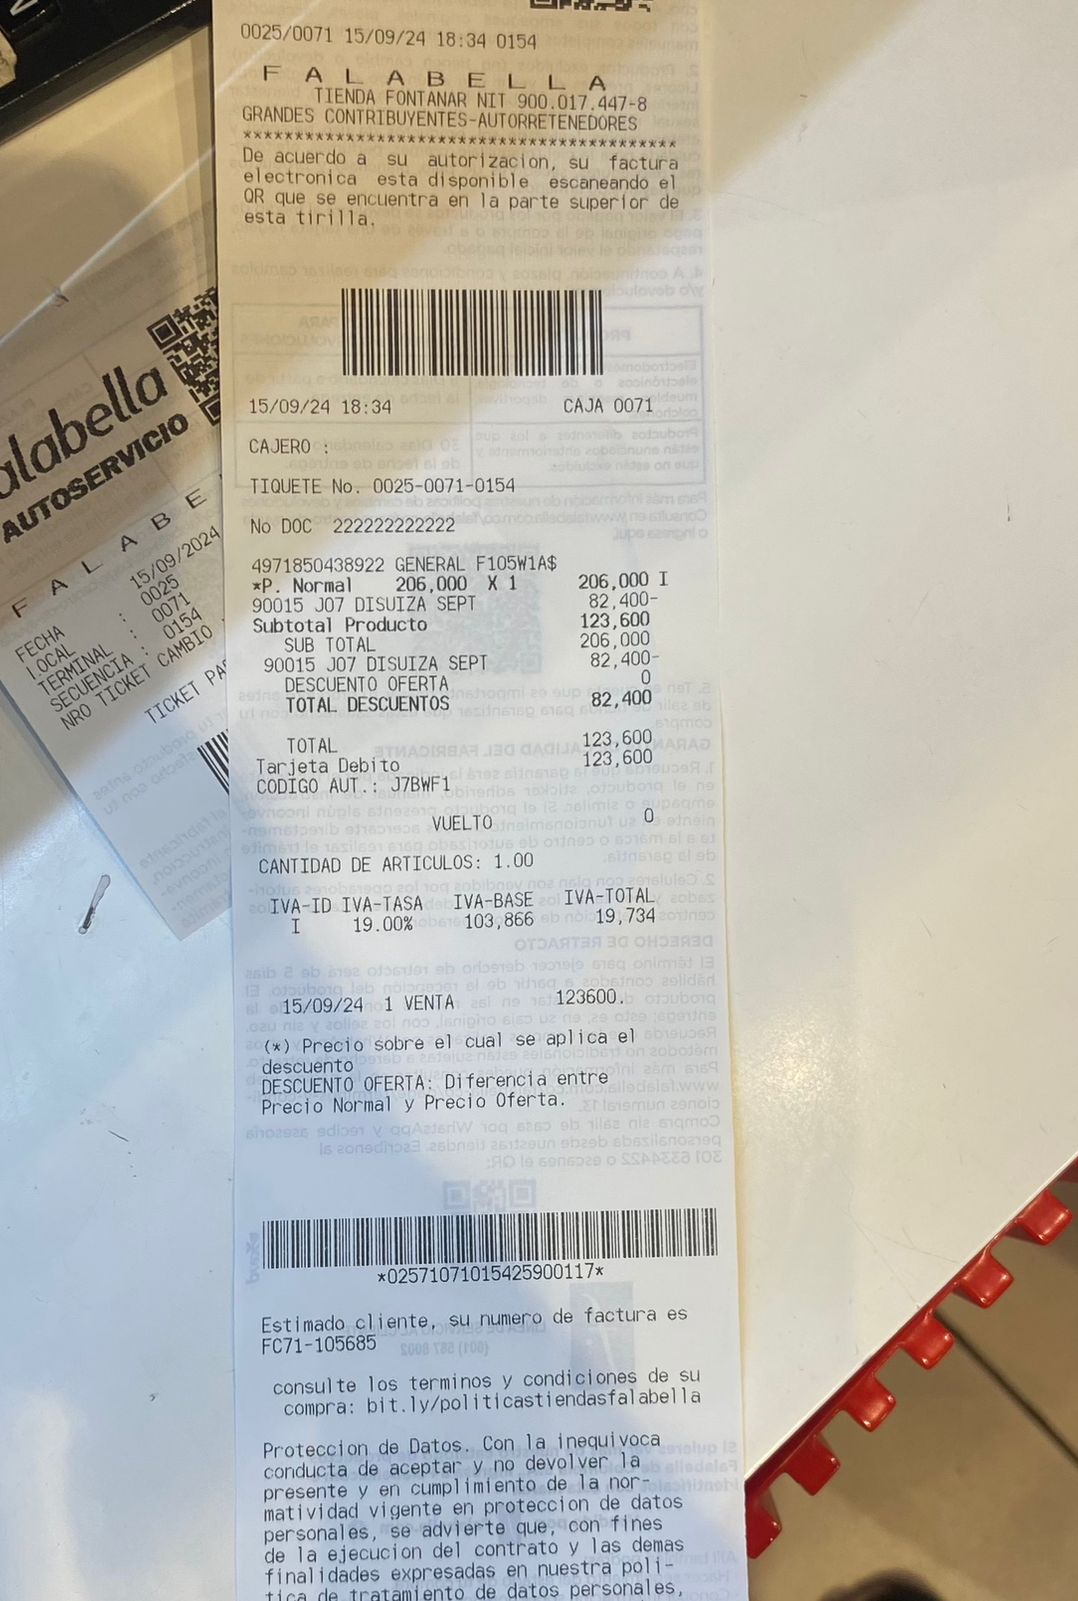 0025/0071 15/09/24 18:34 0154
F A L A B E L L A
TIENDA FONTANAR NIT 900.017.447-8
GRANDES CONTRIBUYENTES-AUTORRETENEDORES
******************************************
De acuerdo a su autorizacion, su factura
electronica esta disponible escaneando el
QR que se encuentra en la parte superior de
esta tirilla.
15/09/24 18:34 CAJA 0071
CAJERO :
TIQUETE No. 0025-0071-0154
No DOC 222222222222
4971850438922 GENERAL F105W1A$
*P. Normal 206,000 X 1 206,000 I
90015 J07 DISUIZA SEPT 82,400-
Subtotal Producto 123,600
SUB TOTAL 206,000
90015 J07 DISUIZA SEPT 82,400-
DESCUENTO OFERTA 0
TOTAL DESCUENTOS 82,400
TOTAL 123,600
Tarjeta Debito 123,600
CODIGO AUT.: J7BWF1
VUELTO 0
CANTIDAD DE ARTICULOS: 1.00
IVA-ID IVA-TASA IVA-BASE IVA-TOTAL
I 19.00% 103,866 19,734
15/09/24 1 VENTA 123600.
(*) Precio sobre el cual se aplica el
descuento
DESCUENTO OFERTA: Diferencia entre
Precio Normal y Precio Oferta.
*02571071015425900117*
Estimado cliente, su numero de factura es
FC71-105685
consulte los terminos y condiciones de su
compra: bit.ly/politicastiendasfalabella
Proteccion de Datos. Con la inequivoca
conducta de aceptar y no devolver la
presente y en cumplimiento de la nor-
matividad vigente en proteccion de datos
personales, se advierte que, con fines
de la ejecucion del contrato y las demas
finalidades expresadas en nuestra poli-
tica de tratamiento de datos personales,
alabella
AUTOSERVICIO
F A L A B E
FECHA : 15/09/2024
LOCAL : 0025
TERMINAL : 0071
SECUENCIA : 0154
NRO TICKET CAMBIO
TICKET PA